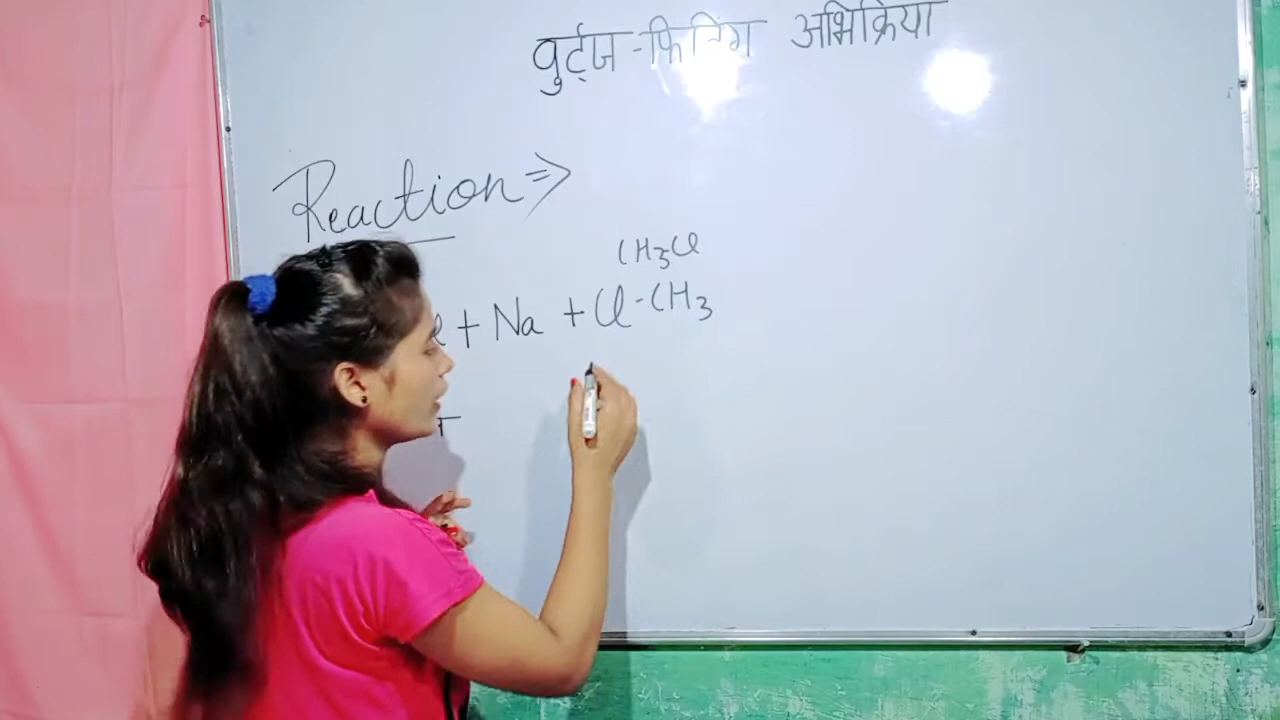 वुर्ट्ज-फिटिग अभिक्रिया
Reaction ⇒
CH3Cl
+ Na + Cl-CH3